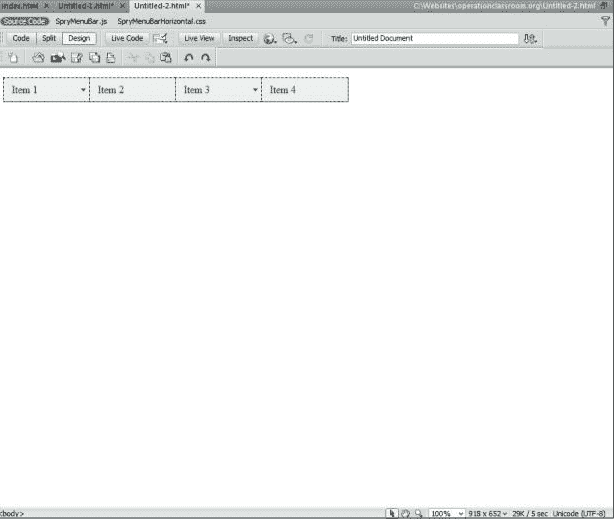 index.html × Untitled-2.html* × Untitled-2.html* × C:\Websites\operationclassroom.org\Untitled-2.html
Source Code SpryMenuBar.js SpryMenuBarHorizontal.css
Code Split Design Live Code Live View Inspect Title: Untitled Document
Item 1 Item 2 Item 3 Item 4
<body> 100% 918 x 652 29K / 5 sec Unicode (UTF-8)